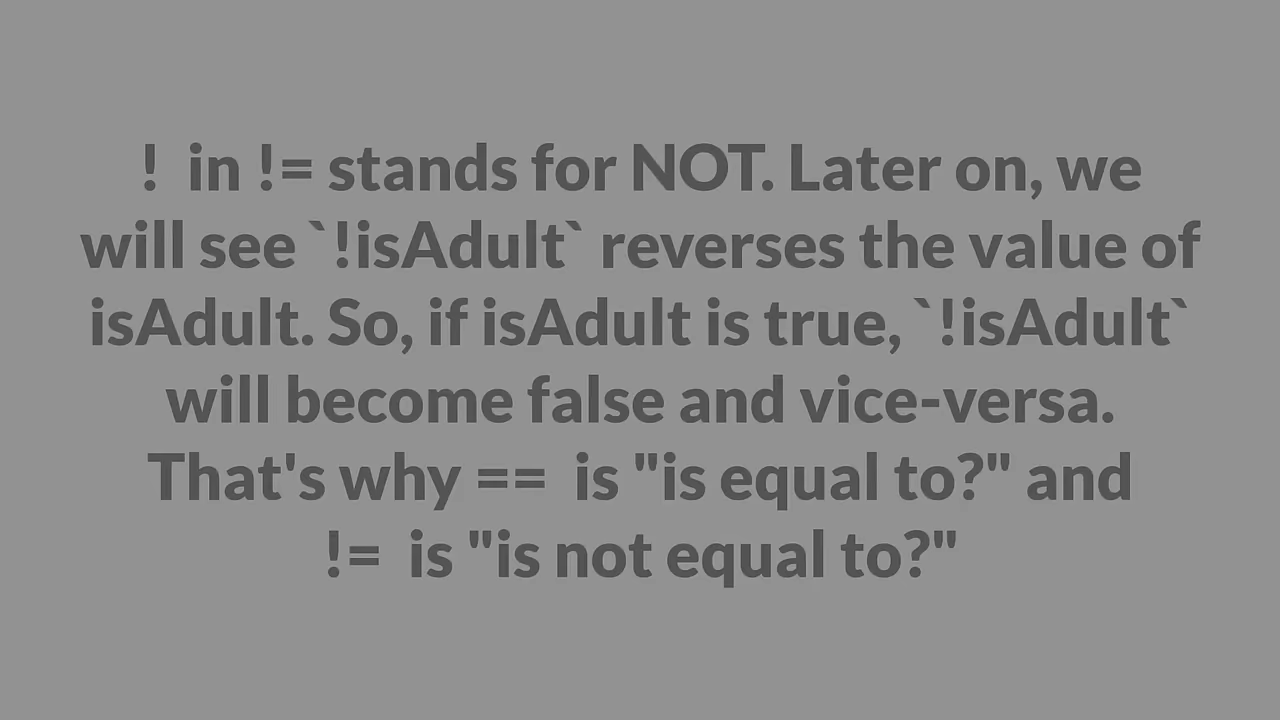 ! in != stands for NOT. Later on, we
will see `!isAdult` reverses the value of
isAdult. So, if isAdult is true, `!isAdult`
will become false and vice-versa.
That's why == is "is equal to?" and
!= is "is not equal to?"